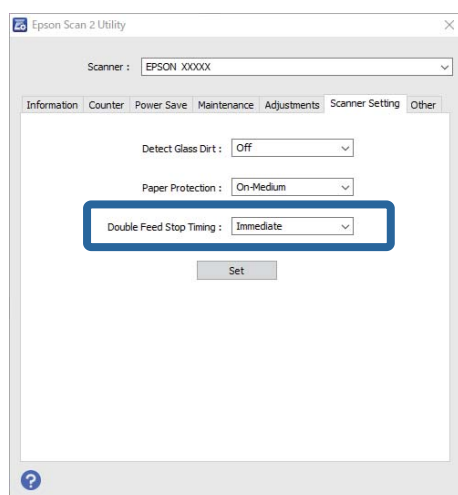 Epson Scan 2 Utility
Scanner : EPSON XXXXX
Information Counter Power Save Maintenance Adjustments Scanner Setting Other
Detect Glass Dirt : Off
Paper Protection : On-Medium
Double Feed Stop Timing : Immediate
Set
?